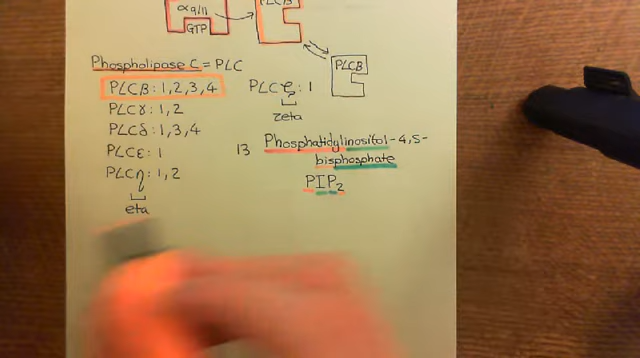 αq/11
GTP
PLCβ
PLCβ
Phospholipase C = PLC
PLCβ: 1,2,3,4
PLCζ: 1
zeta
PLCγ: 1,2
PLCδ: 1,3,4
PLCε: 1
PLCη: 1,2
eta
13
Phosphatidylinositol-4,5-
bisphosphate
PIP₂